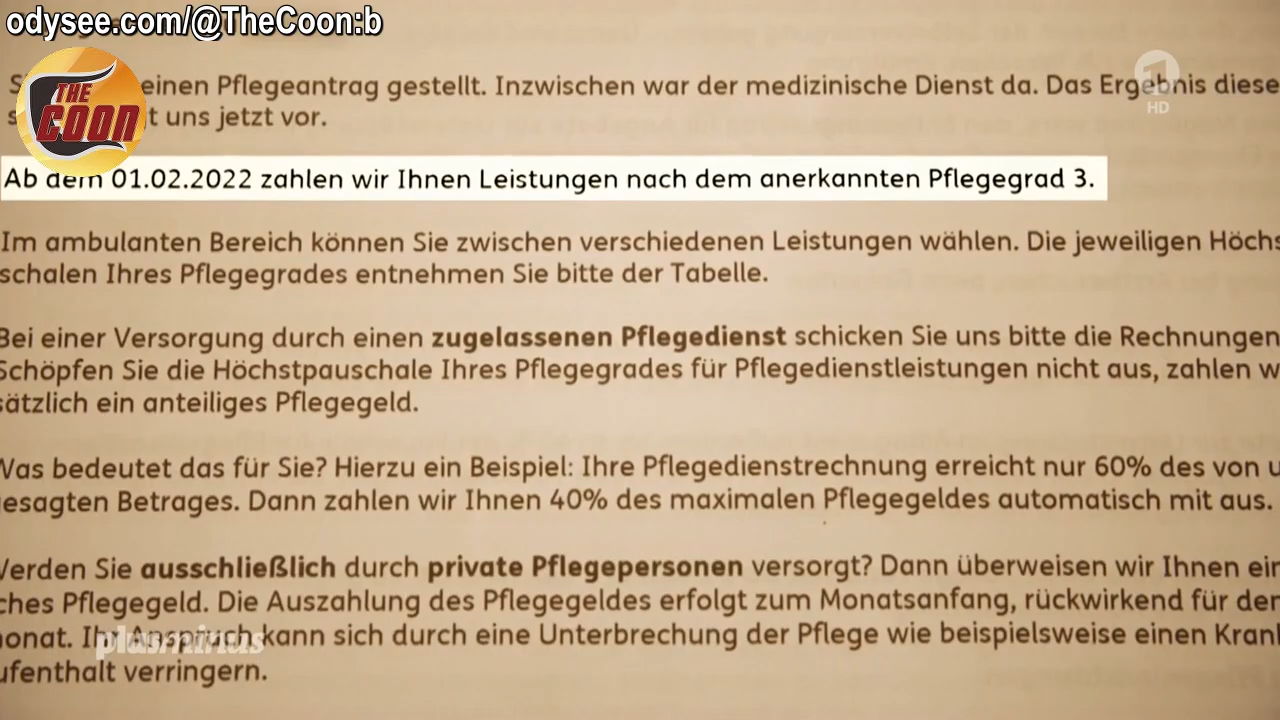 odysee.com/@TheCoon:b
THE
COON
1
HD
einen Pflegeantrag gestellt. Inzwischen war der medizinische Dienst da. Das Ergebnis diese
t uns jetzt vor.
Ab dem 01.02.2022 zahlen wir Ihnen Leistungen nach dem anerkannten Pflegegrad 3.
Im ambulanten Bereich können Sie zwischen verschiedenen Leistungen wählen. Die jeweiligen Höchs
schalen Ihres Pflegegrades entnehmen Sie bitte der Tabelle.
Bei einer Versorgung durch einen zugelassenen Pflegedienst schicken Sie uns bitte die Rechnungen
Schöpfen Sie die Höchstpauschale Ihres Pflegegrades für Pflegedienstleistungen nicht aus, zahlen w
sätzlich ein anteiliges Pflegegeld.
Was bedeutet das für Sie? Hierzu ein Beispiel: Ihre Pflegedienstrechnung erreicht nur 60% des von u
esagten Betrages. Dann zahlen wir Ihnen 40% des maximalen Pflegegeldes automatisch mit aus.
Verden Sie ausschließlich durch private Pflegepersonen versorgt? Dann überweisen wir Ihnen ein
ches Pflegegeld. Die Auszahlung des Pflegegeldes erfolgt zum Monatsanfang, rückwirkend für den
nonat. Ihr Anspruch kann sich durch eine Unterbrechung der Pflege wie beispielsweise einen Krank
ufenthalt verringern.
plusminus